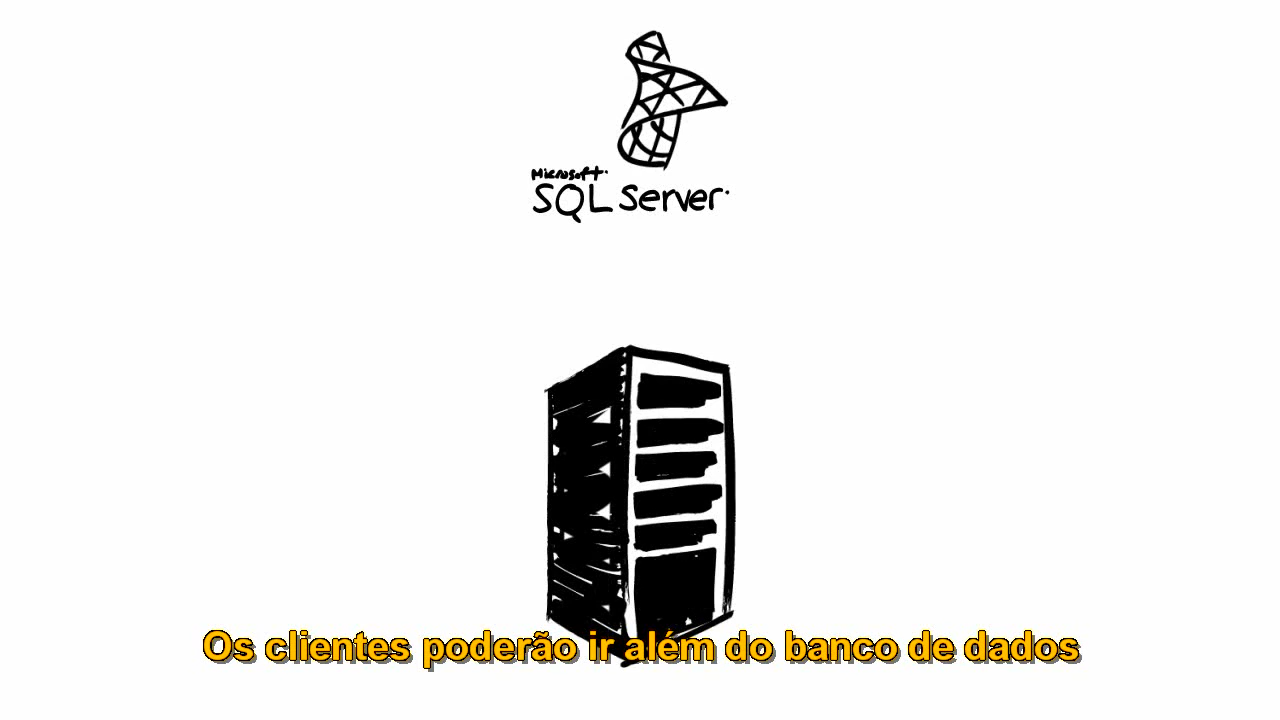 Microsoft
SQL Server
Os clientes poderão ir além do banco de dados